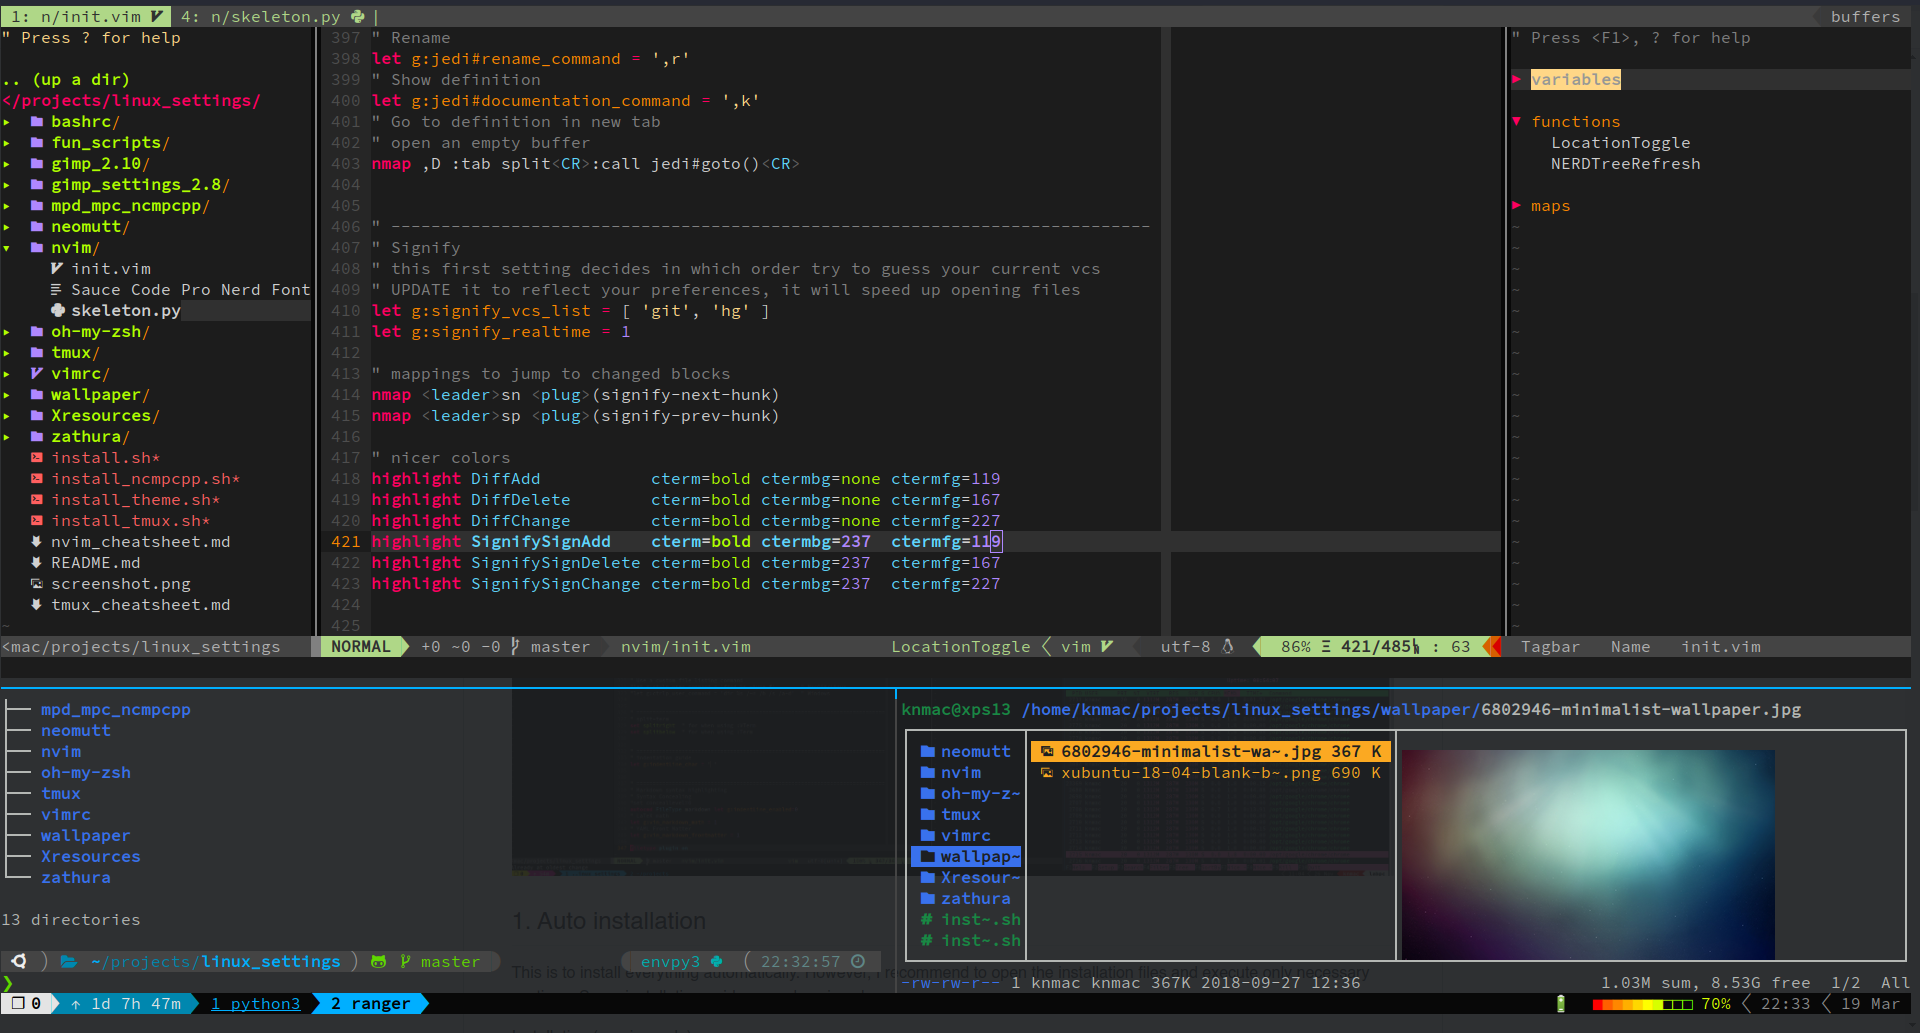 1: n/init.vim
4: n/skeleton.py
buffers
" Press ? for help
.. (up a dir)
</projects/linux_settings/
bashrc/
fun_scripts/
gimp_2.10/
gimp_settings_2.8/
mpd_mpc_ncmpcpp/
neomutt/
nvim/
init.vim
Sauce Code Pro Nerd Font
skeleton.py
oh-my-zsh/
tmux/
vimrc/
wallpaper/
Xresources/
zathura/
install.sh*
install_ncmpcpp.sh*
install_theme.sh*
install_tmux.sh*
nvim_cheatsheet.md
README.md
screenshot.png
tmux_cheatsheet.md
~
397 " Rename
398 let g:jedi#rename_command = ',r'
399 " Show definition
400 let g:jedi#documentation_command = ',k'
401 " Go to definition in new tab
402 " open an empty buffer
403 nmap ,D :tab split<CR>:call jedi#goto()<CR>
404
405
406 " ----------------------------------------------------------------------------
407 " Signify
408 " this first setting decides in which order try to guess your current vcs
409 " UPDATE it to reflect your preferences, it will speed up opening files
410 let g:signify_vcs_list = [ 'git', 'hg' ]
411 let g:signify_realtime = 1
412
413 " mappings to jump to changed blocks
414 nmap <leader>sn <plug>(signify-next-hunk)
415 nmap <leader>sp <plug>(signify-prev-hunk)
416
417 " nicer colors
418 highlight DiffAdd           cterm=bold ctermbg=none ctermfg=119
419 highlight DiffDelete        cterm=bold ctermbg=none ctermfg=167
420 highlight DiffChange        cterm=bold ctermbg=none ctermfg=227
421 highlight SignifySignAdd    cterm=bold ctermbg=237  ctermfg=119
422 highlight SignifySignDelete cterm=bold ctermbg=237  ctermfg=167
423 highlight SignifySignChange cterm=bold ctermbg=237  ctermfg=227
424
425
" Press <F1>, ? for help
variables
functions
LocationToggle
NERDTreeRefresh
maps
<mac/projects/linux_settings
NORMAL +0 ~0 -0 master nvim/init.vim LocationToggle vim utf-8 86% 421/485 : 63
Tagbar Name init.vim
mpd_mpc_ncmpcpp
neomutt
nvim
oh-my-zsh
tmux
vimrc
wallpaper
Xresources
zathura
13 directories
~/projects/linux_settings master envpy3 22:32:57
❯
knmac@xps13 /home/knmac/projects/linux_settings/wallpaper/6802946-minimalist-wallpaper.jpg
neomutt
nvim
oh-my-z~
tmux
vimrc
wallpap~
Xresour~
zathura
# inst~.sh
# inst~.sh
6802946-minimalist-wa~.jpg 367 K
xubuntu-18-04-blank-b~.png 690 K
-rw-rw-r-- 1 knmac knmac 367K 2018-09-27 12:36
1.03M sum, 8.53G free 1/2 All
1. Auto installation
This is to install everything automatically. However, I recommend to open the installation files and execute only necessary
0 ↑ 1d 7h 47m 1 python3 2 ranger
70% 22:33 19 Mar